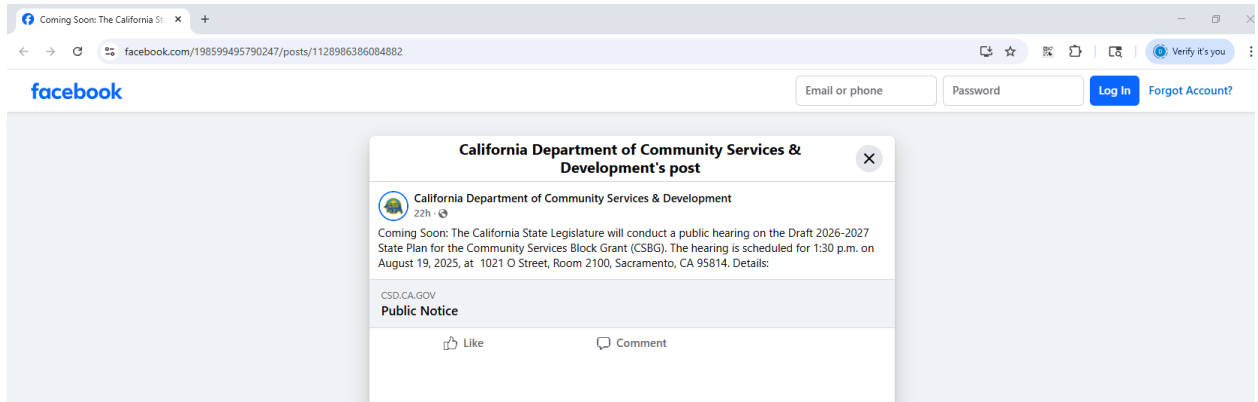 Coming Soon: The California St
facebook.com/198599495790247/posts/1128986386084882
Verify it's you
facebook
Email or phone
Password
Log In
Forgot Account?
California Department of Community Services &
Development's post
California Department of Community Services & Development
22h ·
Coming Soon: The California State Legislature will conduct a public hearing on the Draft 2026-2027
State Plan for the Community Services Block Grant (CSBG). The hearing is scheduled for 1:30 p.m. on
August 19, 2025, at  1021 O Street, Room 2100, Sacramento, CA 95814. Details:
CSD.CA.GOV
Public Notice
Like
Comment